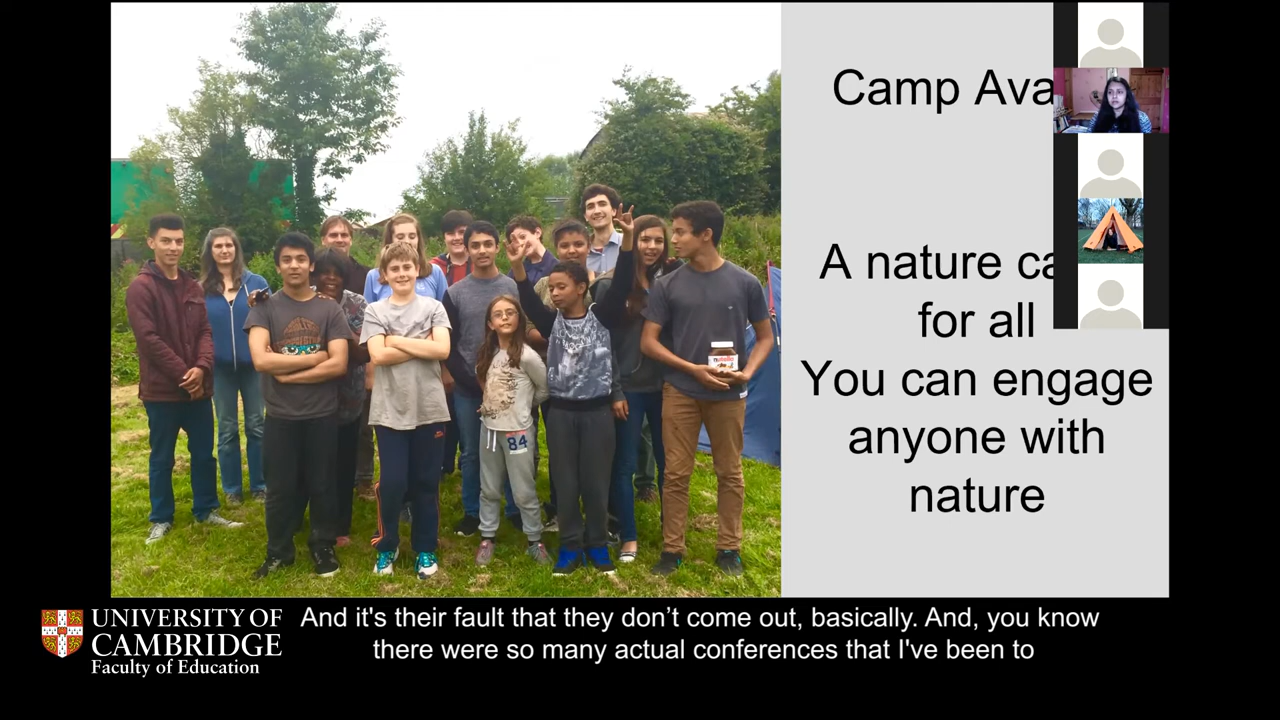 Camp Ava
A nature ca
for all
You can engage
anyone with
nature
nutella
84
UNIVERSITY OF
CAMBRIDGE
Faculty of Education
And it's their fault that they don’t come out, basically. And, you know
there were so many actual conferences that I've been to